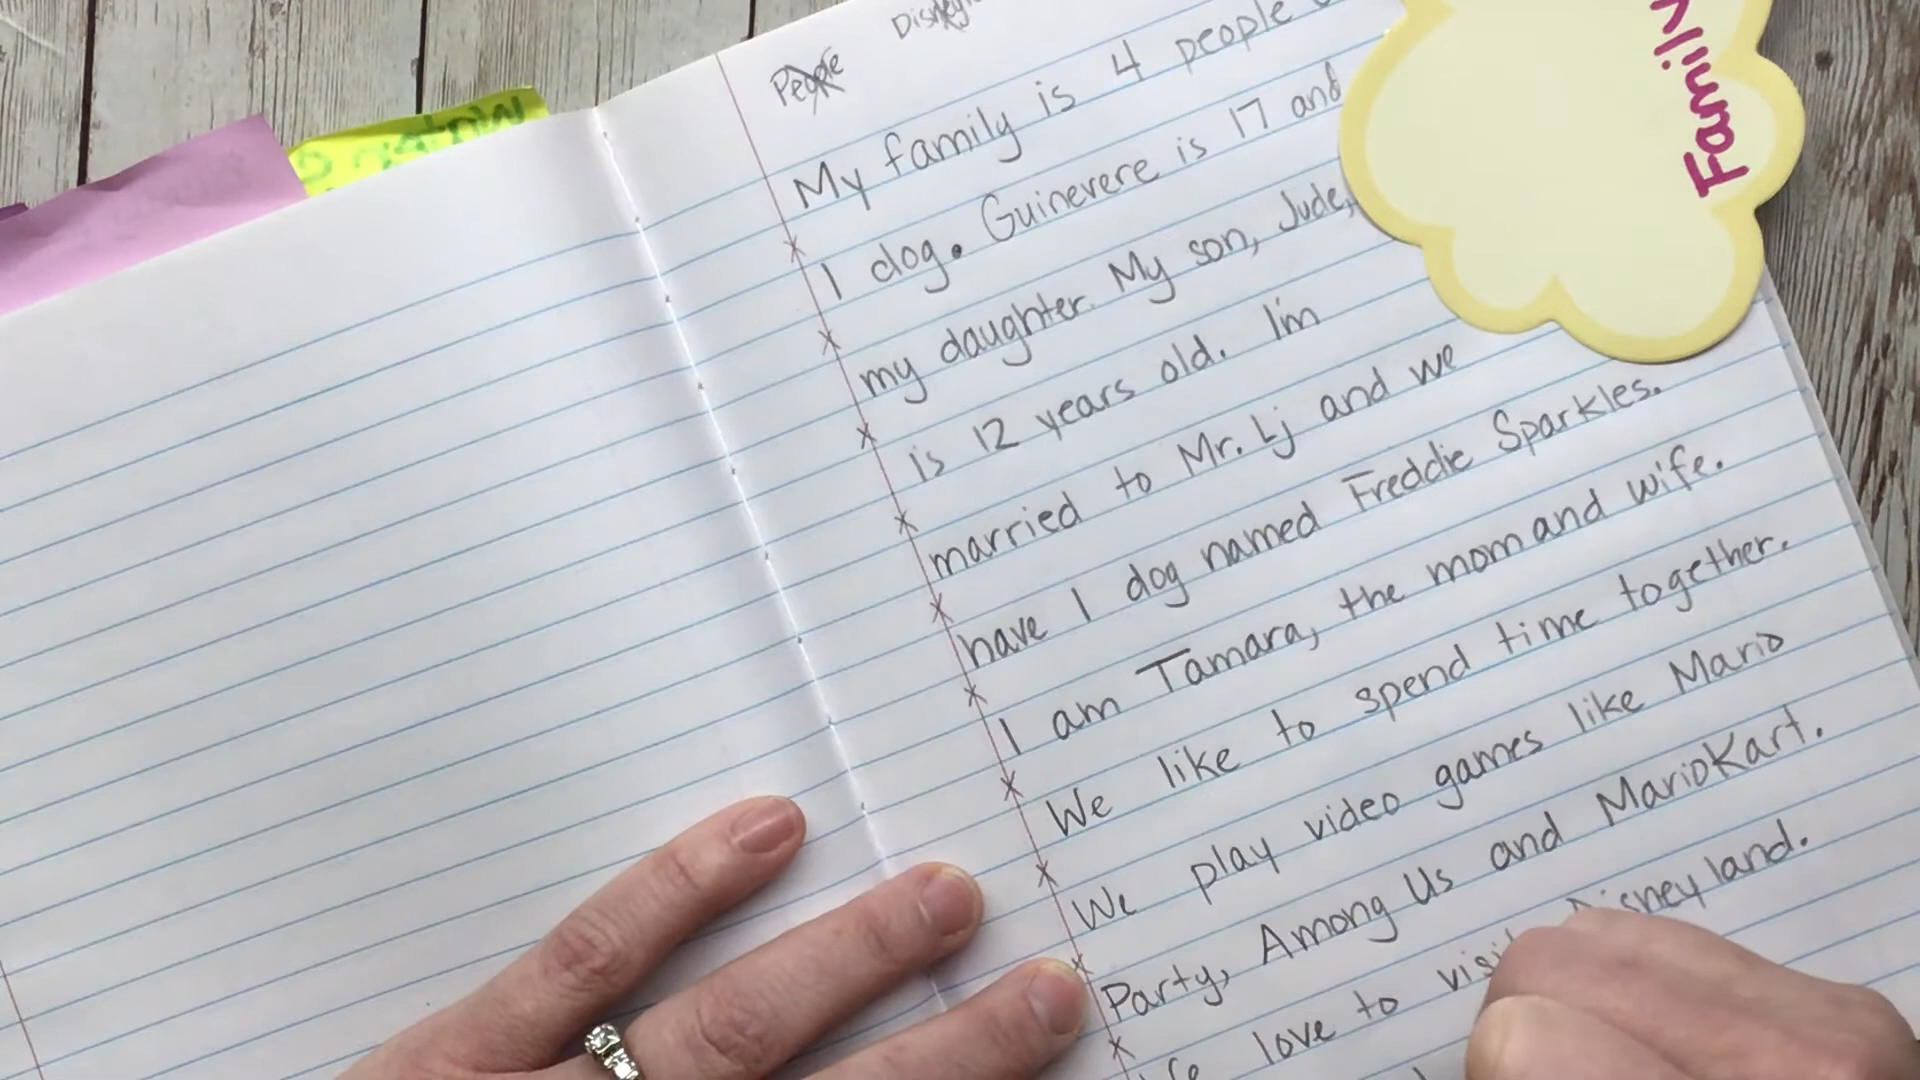 People
My family is 4 people
1 dog. Guinevere is 17 and
my daughter. My son, Jude,
is 12 years old. I'm
married to Mr. Lj and we
have 1 dog named Freddie Sparkles.
I am Tamara, the mom and wife.
We like to spend time together.
We play video games like Mario
Party, Among Us and MarioKart.
love to visit Disneyland.
Family